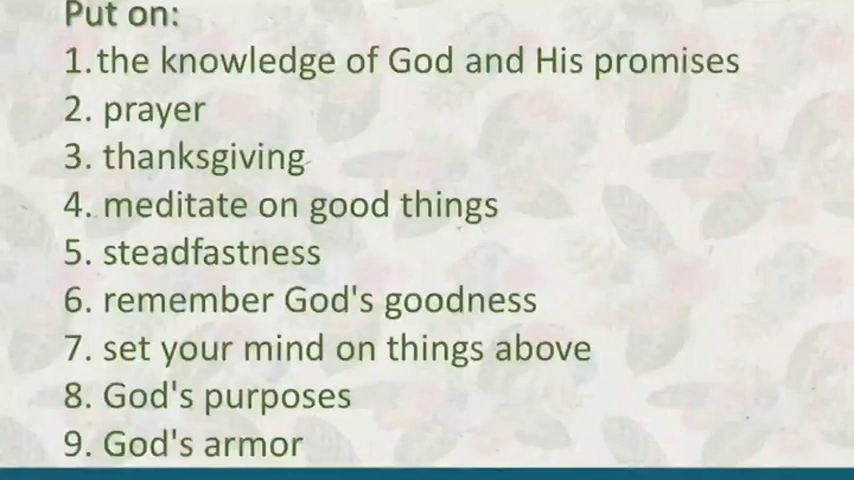 Put on:
1. the knowledge of God and His promises
2. prayer
3. thanksgiving
4. meditate on good things
5. steadfastness
6. remember God's goodness
7. set your mind on things above
8. God's purposes
9. God's armor